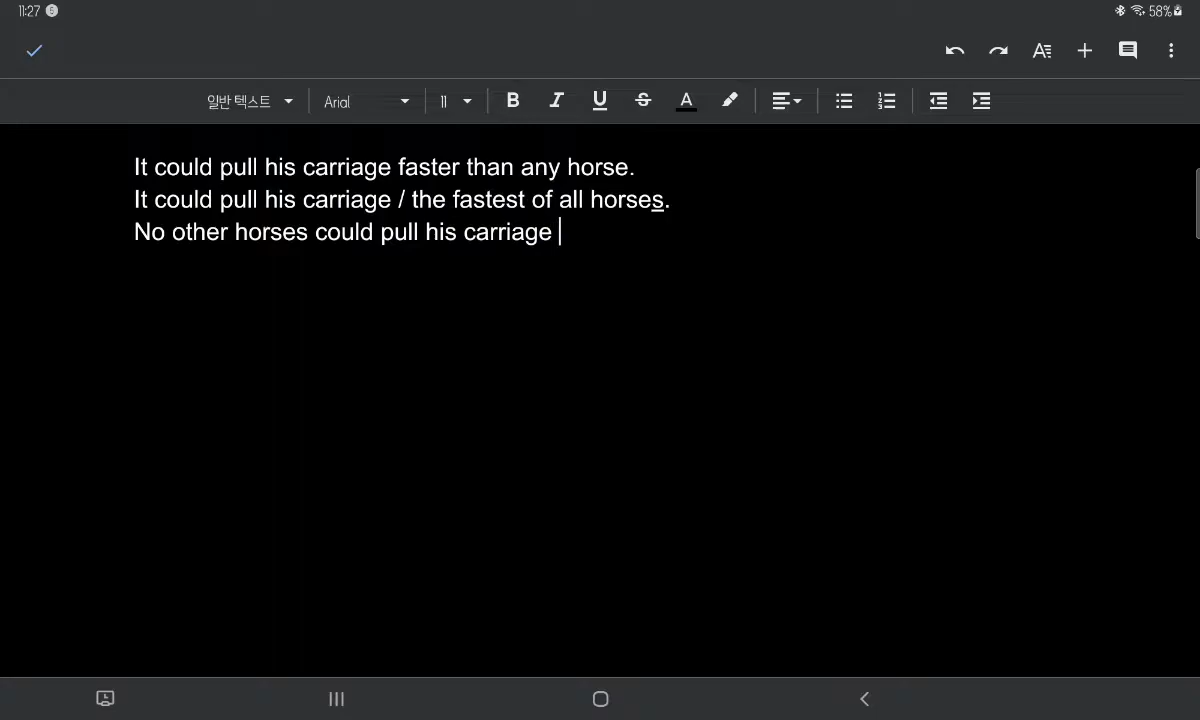 11:27 S 58%
일반 텍스트 Arial 11 B I U S A
It could pull his carriage faster than any horse.
It could pull his carriage / the fastest of all horses.
No other horses could pull his carriage